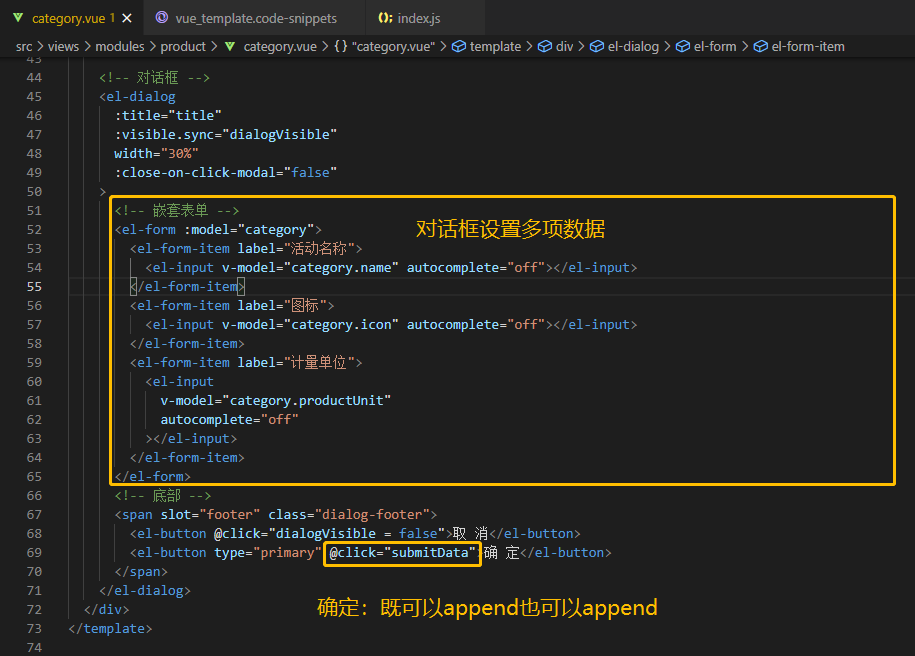 category.vue 1 ×
vue_template.code-snippets
index.js
src > views > modules > product > category.vue > {} "category.vue" > template > div > el-dialog > el-form > el-form-item
43
44 <!-- 对话框 -->
45 <el-dialog
46 :title="title"
47 :visible.sync="dialogVisible"
48 width="30%"
49 :close-on-click-modal="false"
50 >
51 <!-- 嵌套表单 -->
52 <el-form :model="category">
对话框设置多项数据
53 <el-form-item label="活动名称">
54 <el-input v-model="category.name" autocomplete="off"></el-input>
55 </el-form-item>
56 <el-form-item label="图标">
57 <el-input v-model="category.icon" autocomplete="off"></el-input>
58 </el-form-item>
59 <el-form-item label="计量单位">
60 <el-input
61 v-model="category.productUnit"
62 autocomplete="off"
63 ></el-input>
64 </el-form-item>
65 </el-form>
66 <!-- 底部 -->
67 <span slot="footer" class="dialog-footer">
68 <el-button @click="dialogVisible = false">取 消</el-button>
69 <el-button type="primary" @click="submitData">确 定</el-button>
70 </span>
71 </el-dialog>
72 </div>
确定：既可以append也可以append
73 </template>
74